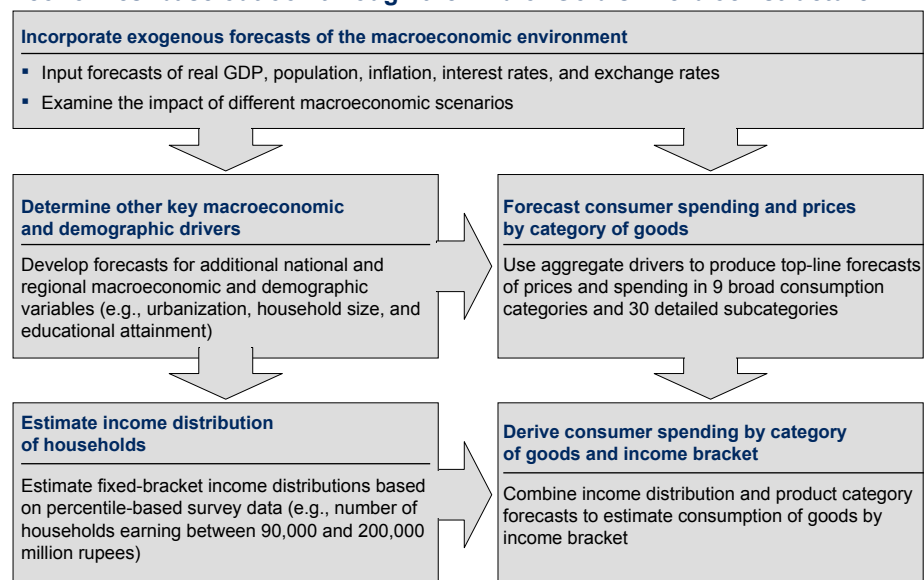 Incorporate exogenous forecasts of the macroeconomic environment
▪ Input forecasts of real GDP, population, inflation, interest rates, and exchange rates
▪ Examine the impact of different macroeconomic scenarios
Determine other key macroeconomic
and demographic drivers
Develop forecasts for additional national and
regional macroeconomic and demographic
variables (e.g., urbanization, household size, and
educational attainment)
Forecast consumer spending and prices
by category of goods
Use aggregate drivers to produce top-line forecasts
of prices and spending in 9 broad consumption
categories and 30 detailed subcategories
Estimate income distribution
of households
Estimate fixed-bracket income distributions based
on percentile-based survey data (e.g., number of
households earning between 90,000 and 200,000
million rupees)
Derive consumer spending by category
of goods and income bracket
Combine income distribution and product category
forecasts to estimate consumption of goods by
income bracket